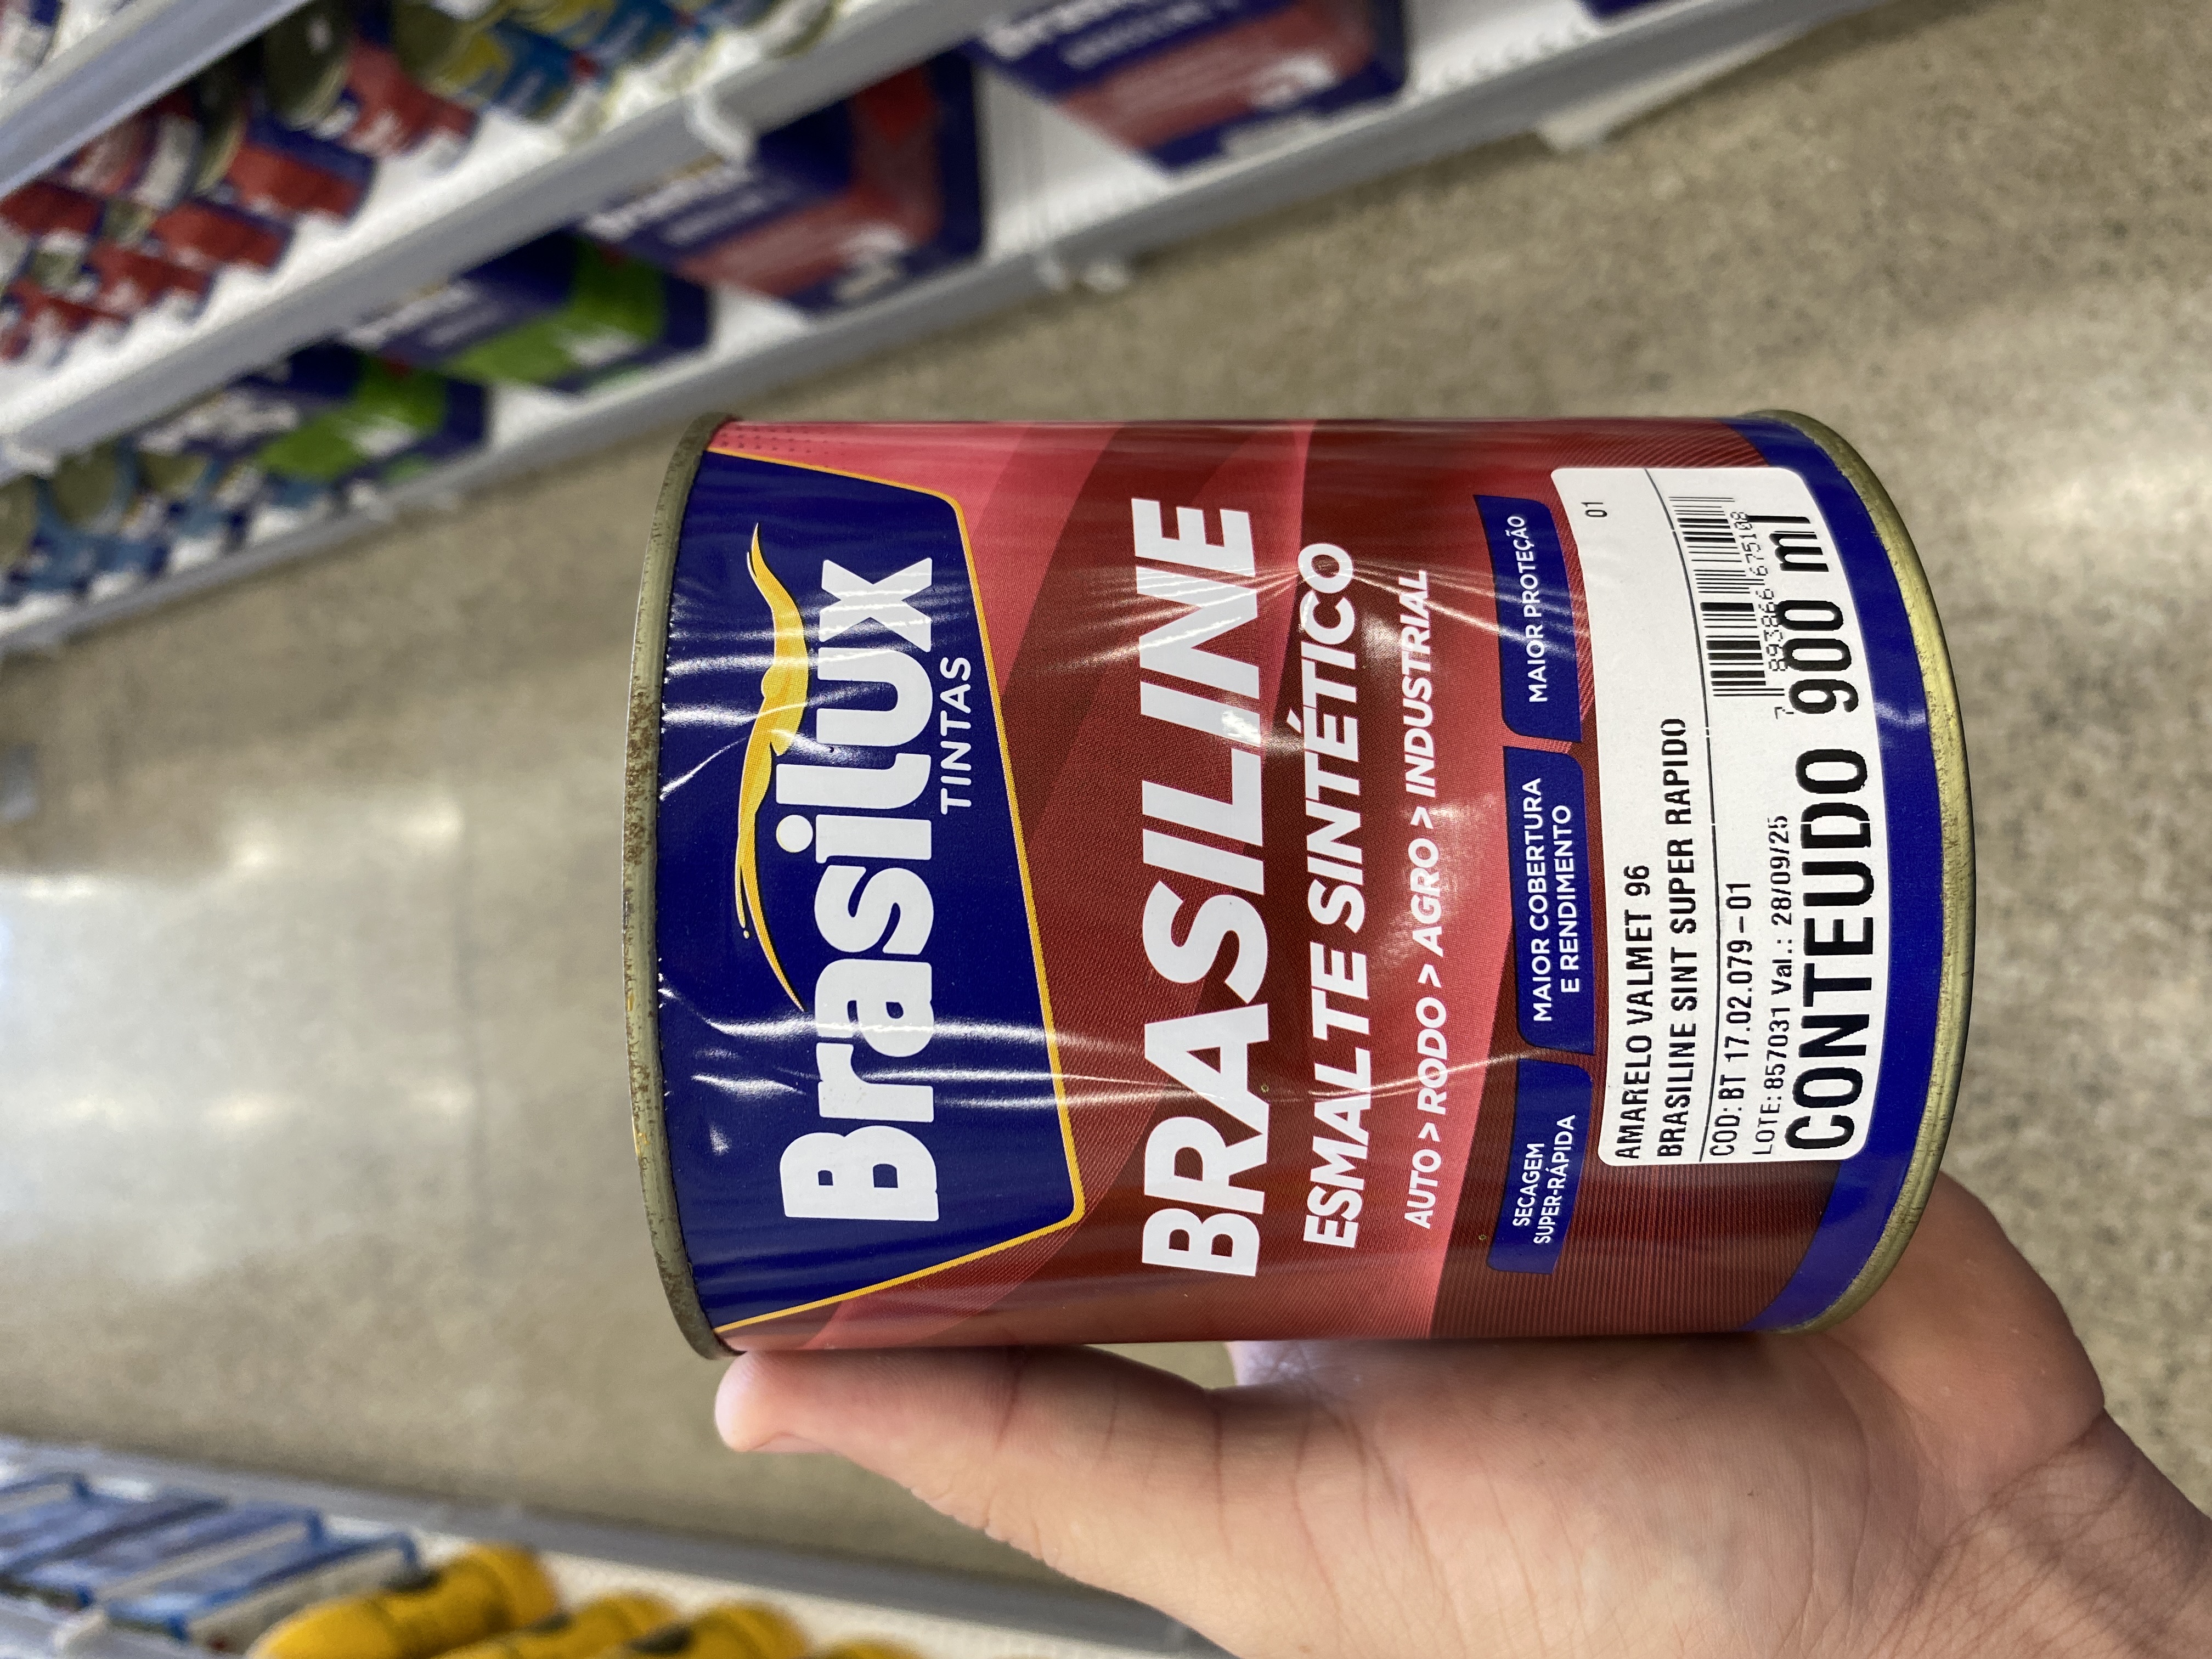 Brasilux
TINTAS
BRASILINE
ESMALTE SINTÉTICO
AUTO > RODO > AGRO > INDUSTRIAL
SECAGEM
SUPER-RÁPIDA
MAIOR COBERTURA
E RENDIMENTO
MAIOR PROTEÇÃO
01
AMARELO VALMET 96
BRASILINE SINT SUPER RAPIDO
COD: BT 17.02.079-01
LOTE: 857031 Val.: 28/09/25
7 893866 675108
CONTEUDO 900 ml